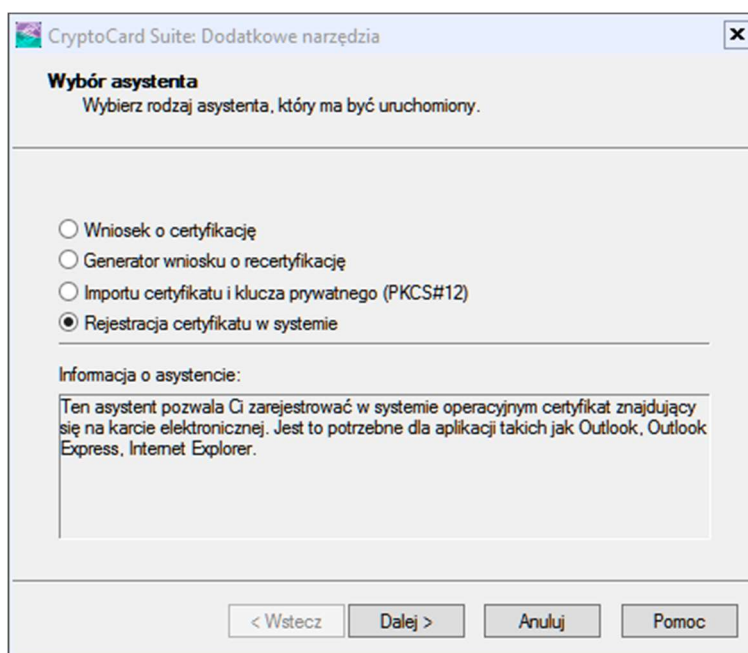 CryptoCard Suite: Dodatkowe narzędzia
Wybór asystenta
Wybierz rodzaj asystenta, który ma być uruchomiony.
Wniosek o certyfikację
Generator wniosku o recertyfikację
Importu certyfikatu i klucza prywatnego (PKCS#12)
Rejestracja certyfikatu w systemie
Informacja o asystencie:
Ten asystent pozwala Ci zarejestrować w systemie operacyjnym certyfikat znajdujący
się na karcie elektronicznej. Jest to potrzebne dla aplikacji takich jak Outlook, Outlook
Express, Internet Explorer.
< Wstecz
Dalej >
Anuluj
Pomoc